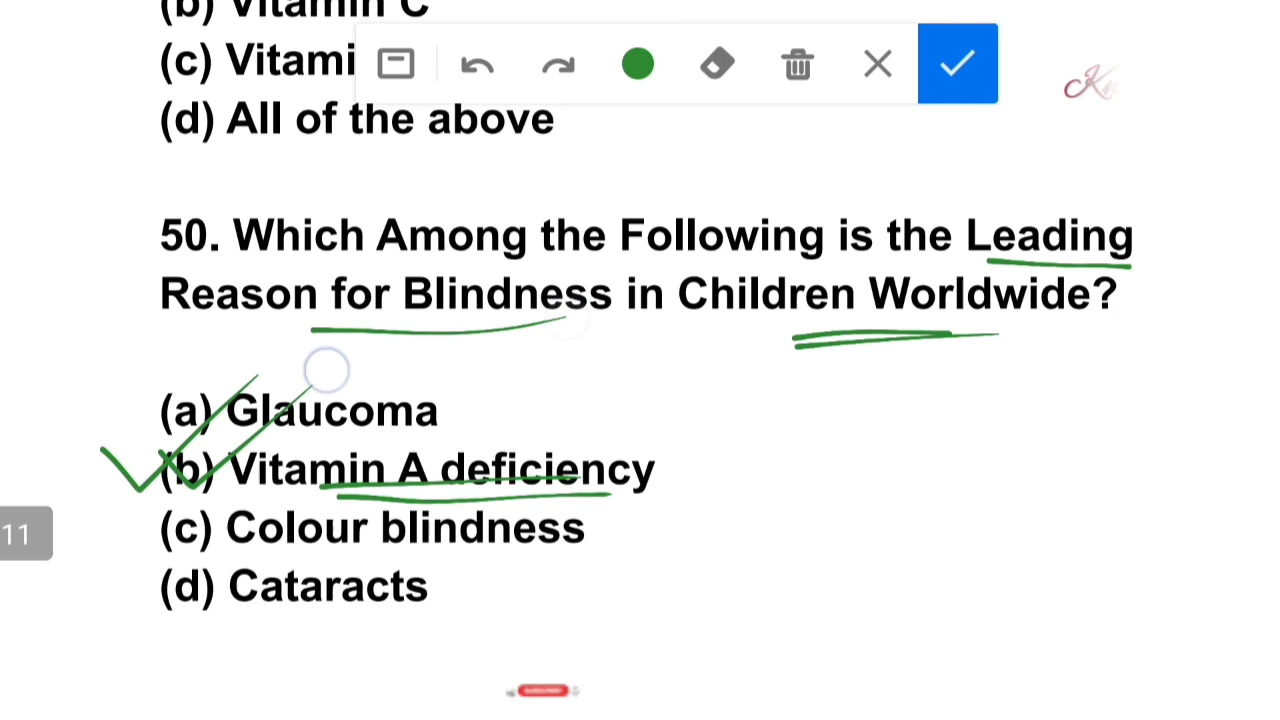 (b) Vitamin C
(c) Vitami
(d) All of the above
50. Which Among the Following is the Leading
Reason for Blindness in Children Worldwide?
(a) Glaucoma
(b) Vitamin A deficiency
(c) Colour blindness
(d) Cataracts
11